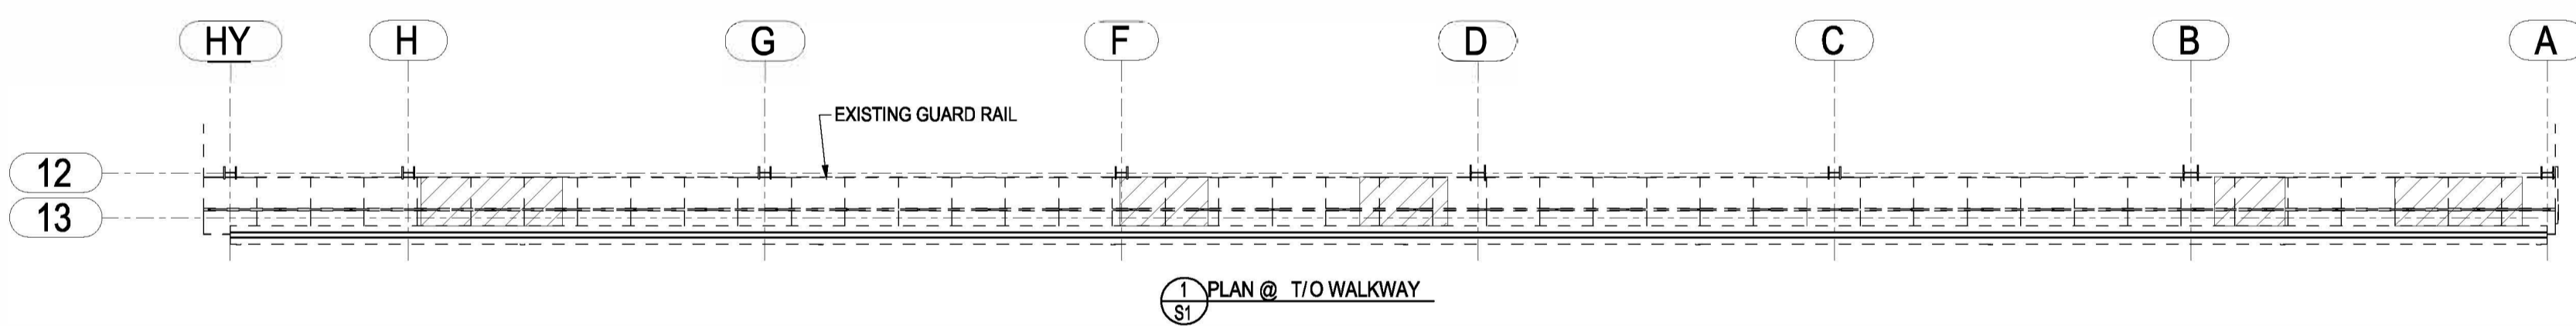 HY H G F D C B A
EXISTING GUARD RAIL
12
13
1 PLAN @ T/O WALKWAY
S1